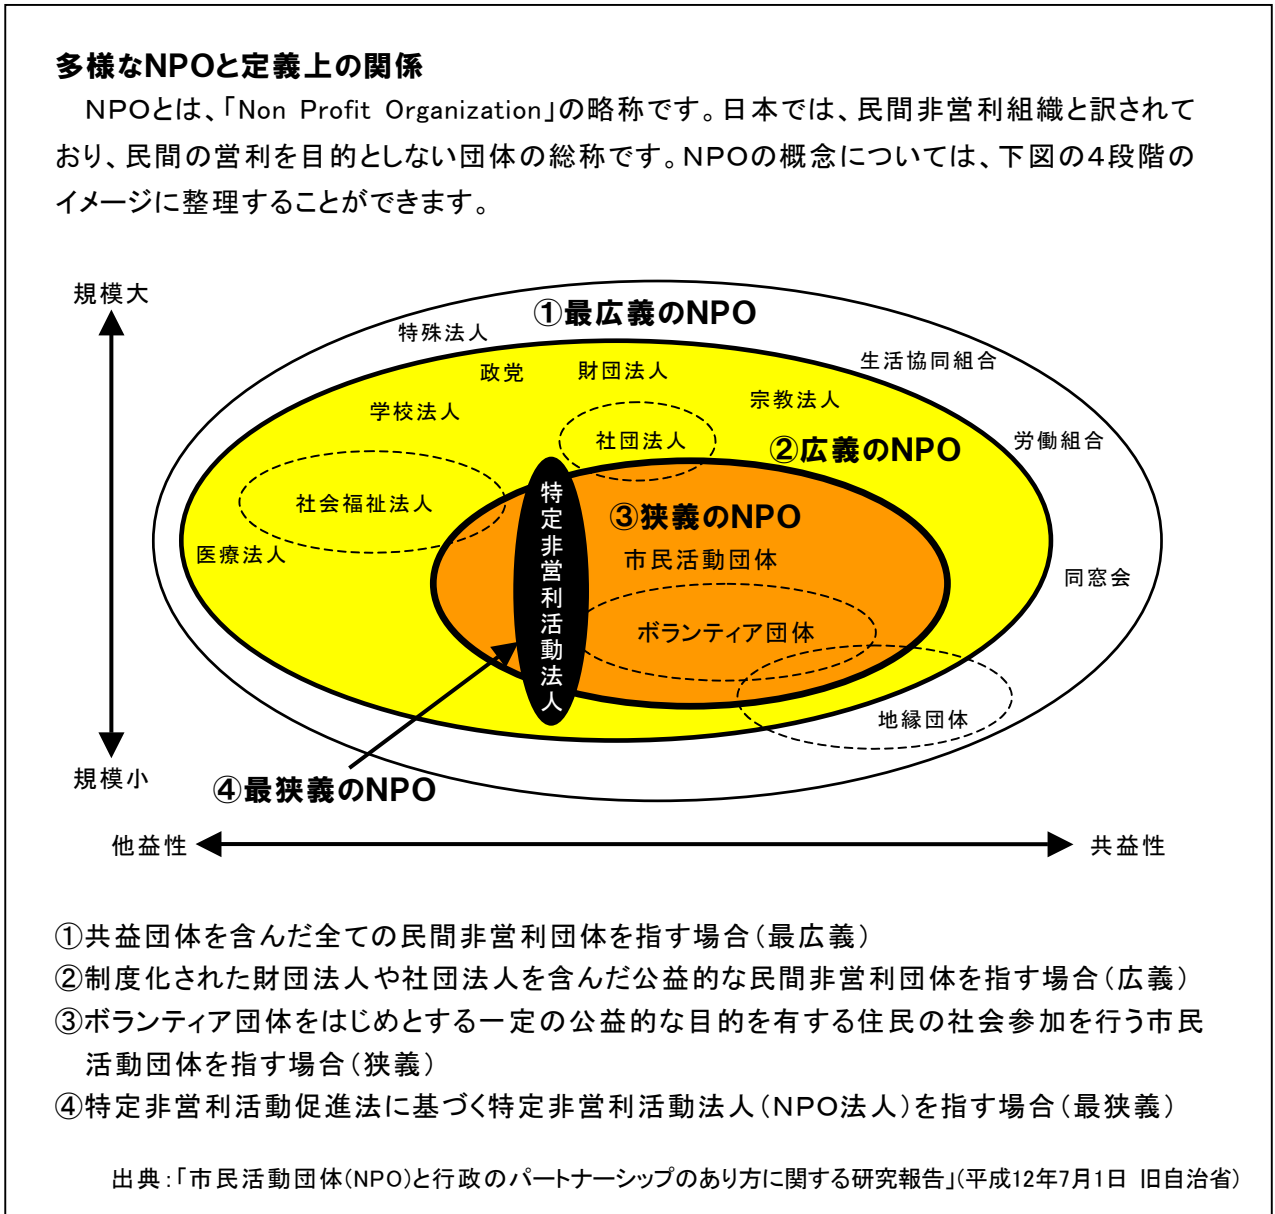 多様なNPOと定義上の関係
　NPOとは、「Non Profit Organization」の略称です。日本では、民間非営利組織と訳されて
おり、民間の営利を目的としない団体の総称です。NPOの概念については、下図の4段階の
イメージに整理することができます。
規模大
①最広義のNPO
特殊法人
生活協同組合
政党
財団法人
宗教法人
学校法人
社団法人
②広義のNPO
労働組合
社会福祉法人
特定非営利活動法人
③狭義のNPO
医療法人
市民活動団体
同窓会
ボランティア団体
地縁団体
規模小
④最狭義のNPO
他益性
共益性
①共益団体を含んだ全ての民間非営利団体を指す場合(最広義)
②制度化された財団法人や社団法人を含んだ公益的な民間非営利団体を指す場合(広義)
③ボランティア団体をはじめとする一定の公益的な目的を有する住民の社会参加を行う市民
活動団体を指す場合(狭義)
④特定非営利活動促進法に基づく特定非営利活動法人(NPO法人)を指す場合(最狭義)
出典:「市民活動団体(NPO)と行政のパートナーシップのあり方に関する研究報告」(平成12年7月1日 旧自治省)